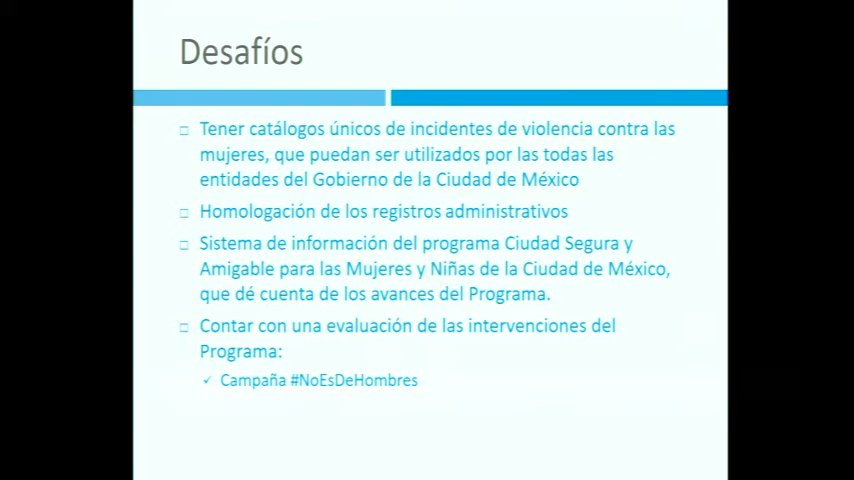 Desafíos
Tener catálogos únicos de incidentes de violencia contra las
mujeres, que puedan ser utilizados por las todas las
entidades del Gobierno de la Ciudad de México
Homologación de los registros administrativos
Sistema de información del programa Ciudad Segura y
Amigable para las Mujeres y Niñas de la Ciudad de México,
que dé cuenta de los avances del Programa.
Contar con una evaluación de las intervenciones del
Programa:
Campaña #NoEsDeHombres